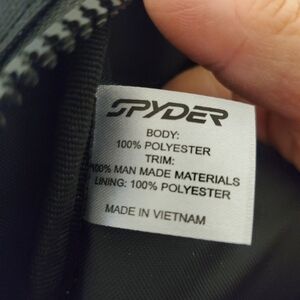 SPYDER
BODY:
100% POLYESTER
TRIM:
100% MAN MADE MATERIALS
LINING: 100% POLYESTER
MADE IN VIETNAM